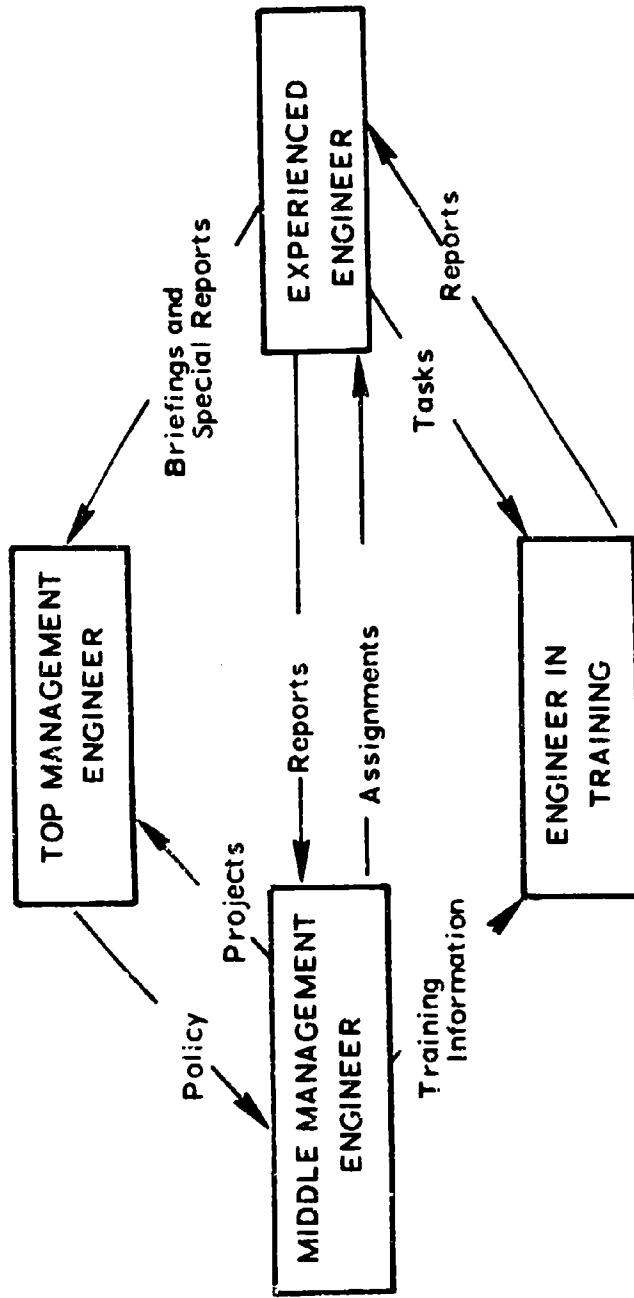 TOP MANAGEMENT
ENGINEER
Policy
Projects
Briefings and
Special Reports
MIDDLE MANAGEMENT
ENGINEER
Reports
Assignments
EXPERIENCED
ENGINEER
Training
Information
Tasks
Reports
ENGINEER IN
TRAINING